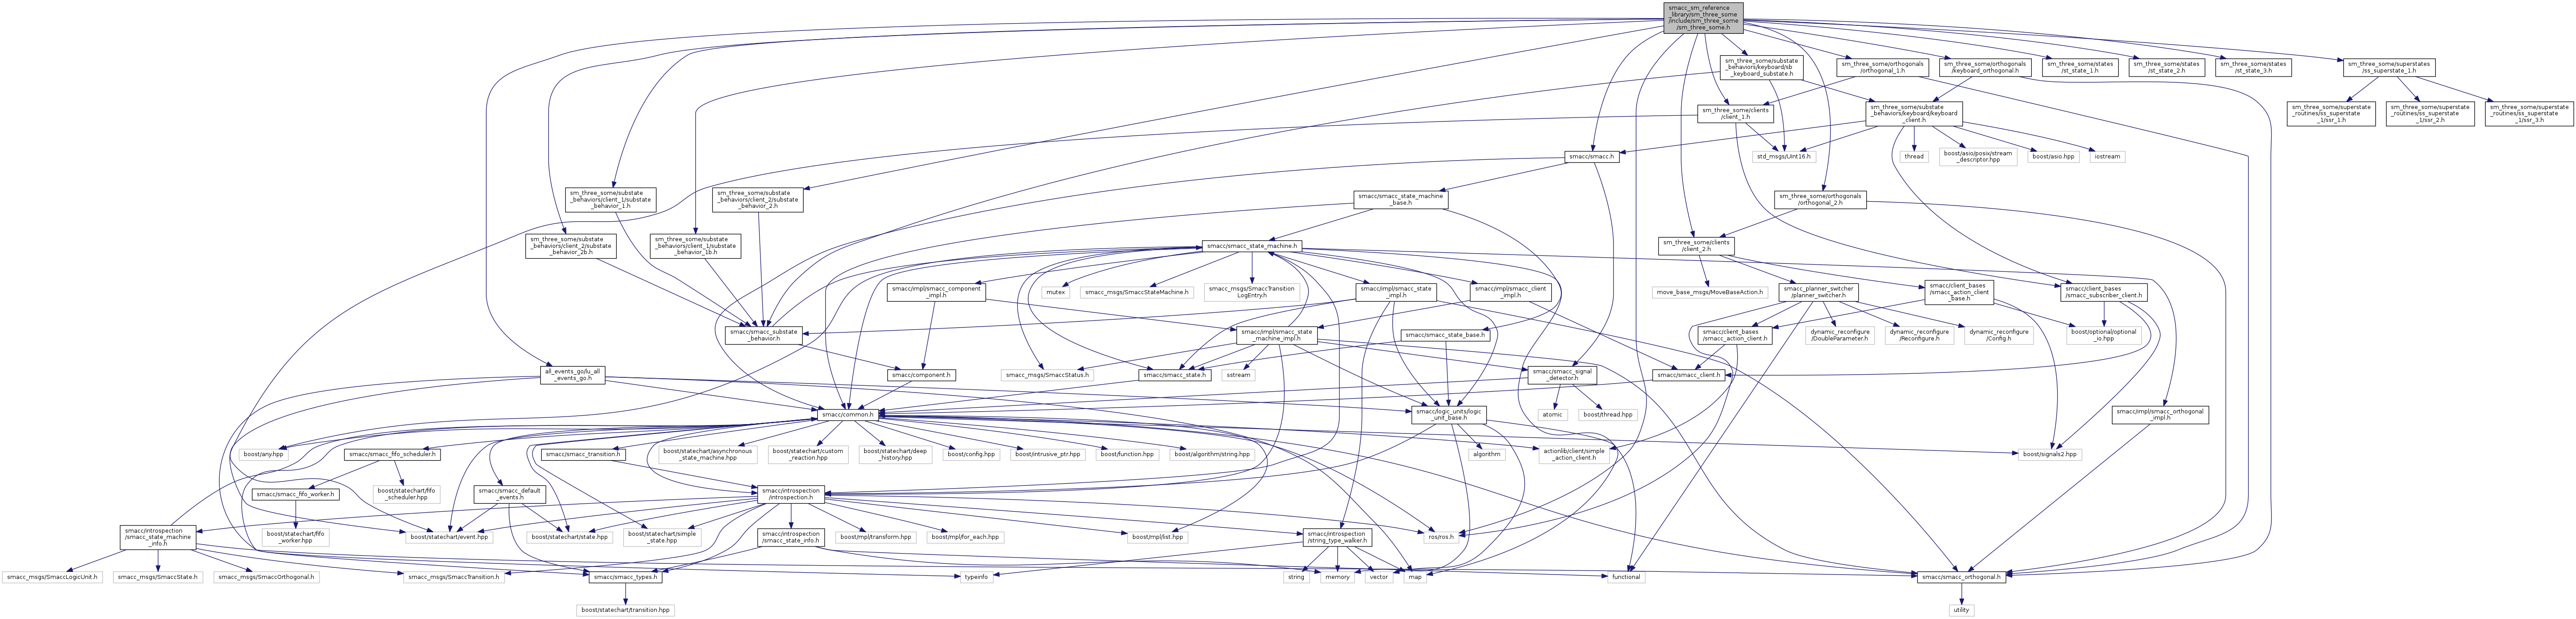 smacc_sm_reference
_library/sm_three_some
/include/sm_three_some
/sm_three_some.h
sm_three_some/substate
_behaviors/keyboard/sb
_keyboard_substate.h
sm_three_some/orthogonals
/orthogonal_1.h
sm_three_some/orthogonals
/keyboard_orthogonal.h
sm_three_some/states
/st_state_1.h
sm_three_some/states
/st_state_2.h
sm_three_some/states
/st_state_3.h
sm_three_some/superstates
/ss_superstate_1.h
sm_three_some/clients
/client_1.h
sm_three_some/substate
_behaviors/keyboard/keyboard
_client.h
sm_three_some/superstate
_routines/ss_superstate
_1/ssr_1.h
sm_three_some/superstate
_routines/ss_superstate
_1/ssr_2.h
sm_three_some/superstate
_routines/ss_superstate
_1/ssr_3.h
smacc/smacc.h
std_msgs/UInt16.h
thread
boost/asio/posix/stream
_descriptor.hpp
boost/asio.hpp
iostream
sm_three_some/substate
_behaviors/client_1/substate
_behavior_1.h
sm_three_some/substate
_behaviors/client_2/substate
_behavior_2.h
smacc/smacc_state_machine
_base.h
sm_three_some/orthogonals
/orthogonal_2.h
sm_three_some/substate
_behaviors/client_2/substate
_behavior_2b.h
sm_three_some/substate
_behaviors/client_1/substate
_behavior_1b.h
smacc/smacc_state_machine.h
sm_three_some/clients
/client_2.h
smacc/impl/smacc_component
_impl.h
mutex
smacc_msgs/SmaccStateMachine.h
smacc_msgs/SmaccTransition
LogEntry.h
smacc/impl/smacc_state
_impl.h
smacc/impl/smacc_client
_impl.h
move_base_msgs/MoveBaseAction.h
smacc_planner_switcher
/planner_switcher.h
smacc/client_bases
/smacc_action_client
_base.h
smacc/client_bases
/smacc_subscriber_client.h
smacc/smacc_substate
_behavior.h
smacc/impl/smacc_state
_machine_impl.h
smacc/smacc_state_base.h
smacc/client_bases
/smacc_action_client.h
dynamic_reconfigure
/DoubleParameter.h
dynamic_reconfigure
/Reconfigure.h
dynamic_reconfigure
/Config.h
boost/optional/optional
_io.hpp
all_events_go/u_all
_events_go.h
smacc/component.h
smacc_msgs/SmaccStatus.h
smacc/smacc_state.h
sstream
smacc/smacc_signal
_detector.h
smacc/smacc_client.h
smacc/common.h
smacc/logic_units/logic
_unit_base.h
atomic
boost/thread.hpp
smacc/impl/smacc_orthogonal
_impl.h
boost/any.hpp
smacc/smacc_fifo_scheduler.h
smacc/smacc_transition.h
boost/statechart/asynchronous
_state_machine.hpp
boost/statechart/custom
_reaction.hpp
boost/statechart/deep
_history.hpp
boost/config.hpp
boost/intrusive_ptr.hpp
boost/function.hpp
boost/algorithm/string.hpp
algorithm
actionlib/client/simple
_action_client.h
boost/signals2.hpp
smacc/smacc_fifo_worker.h
boost/statechart/fifo
_scheduler.hpp
smacc/smacc_default
_events.h
smacc/introspection
/introspection.h
smacc/introspection
/smacc_state_machine
_info.h
boost/statechart/fifo
_worker.hpp
boost/statechart/event.hpp
boost/statechart/state.hpp
boost/statechart/simple
_state.hpp
smacc/introspection
/smacc_state_info.h
boost/mpl/transform.hpp
boost/mpl/for_each.hpp
boost/mpl/list.hpp
smacc/introspection
/string_type_walker.h
ros/ros.h
smacc_msgs/SmaccLogicUnit.h
smacc_msgs/SmaccState.h
smacc_msgs/SmaccOrthogonal.h
smacc_msgs/SmaccTransition.h
smacc/smacc_types.h
typeinfo
string
memory
vector
map
functional
smacc/smacc_orthogonal.h
boost/statechart/transition.hpp
utility